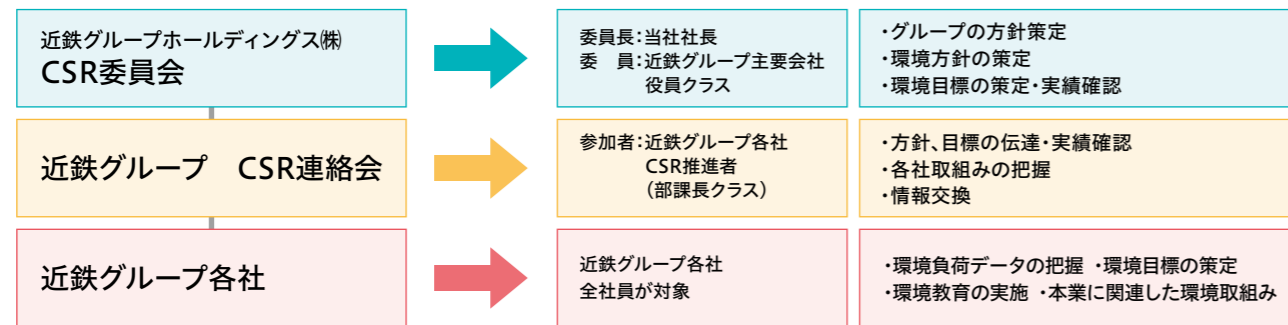 近鉄グループホールディングス㈱
CSR委員会
委員長：当社社長
委　員：近鉄グループ主要会社
役員クラス
・グループの方針策定
・環境方針の策定
・環境目標の策定・実績確認
近鉄グループ　CSR連絡会
参加者：近鉄グループ各社
CSR推進者
（部課長クラス）
・方針、目標の伝達・実績確認
・各社取組みの把握
・情報交換
近鉄グループ各社
近鉄グループ各社
全社員が対象
・環境負荷データの把握 ・環境目標の策定
・環境教育の実施 ・本業に関連した環境取組み